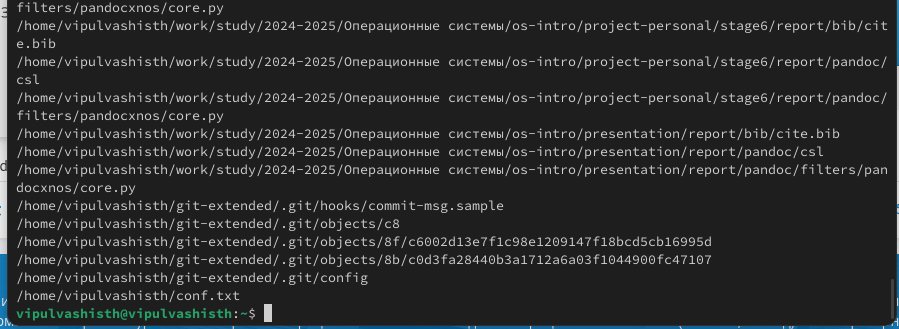 filters/pandocxnos/core.py
/home/vipulvashisth/work/study/2024-2025/Операционные системы/os-intro/project-personal/stage6/report/bib/cit
e.bib
/home/vipulvashisth/work/study/2024-2025/Операционные системы/os-intro/project-personal/stage6/report/pandoc/
csl
/home/vipulvashisth/work/study/2024-2025/Операционные системы/os-intro/project-personal/stage6/report/pandoc/
filters/pandocxnos/core.py
/home/vipulvashisth/work/study/2024-2025/Операционные системы/os-intro/presentation/report/bib/cite.bib
/home/vipulvashisth/work/study/2024-2025/Операционные системы/os-intro/presentation/report/pandoc/csl
/home/vipulvashisth/work/study/2024-2025/Операционные системы/os-intro/presentation/report/pandoc/filters/pan
docxnos/core.py
/home/vipulvashisth/git-extended/.git/hooks/commit-msg.sample
/home/vipulvashisth/git-extended/.git/objects/c8
/home/vipulvashisth/git-extended/.git/objects/8f/c6002d13e7f1c98e1209147f18bcd5cb16995d
/home/vipulvashisth/git-extended/.git/objects/8b/c0d3fa28440b3a1712a6a03f1044900fc47107
/home/vipulvashisth/git-extended/.git/config
/home/vipulvashisth/conf.txt
vipulvashisth@vipulvashisth:~$